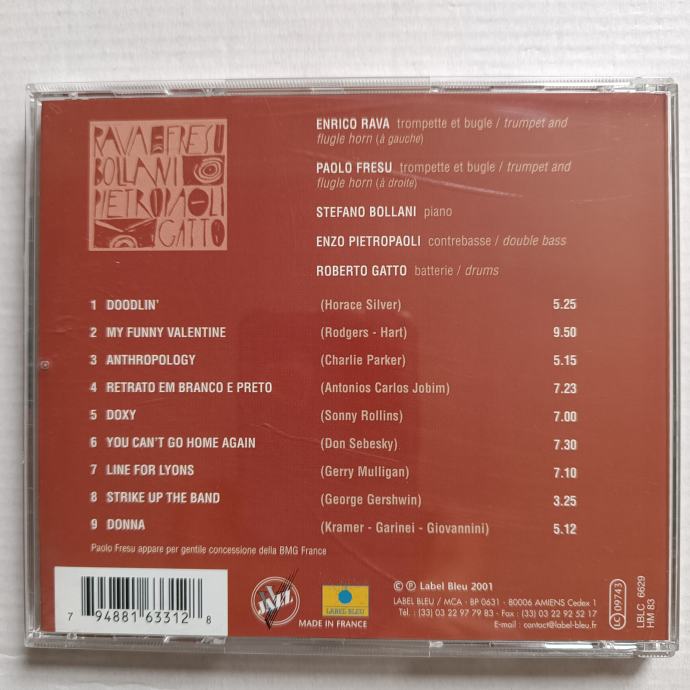 RAVA FRESU
BOLLANI
PIETROPAOLI
GATTO
ENRICO RAVA trompette et bugle / trumpet and
flugle horn (à gauche)
PAOLO FRESU trompette et bugle / trumpet and
flugle horn (à droite)
STEFANO BOLLANI piano
ENZO PIETROPAOLI contrebasse / double bass
ROBERTO GATTO batterie / drums
1 DOODLIN' (Horace Silver) 5.25
2 MY FUNNY VALENTINE (Rodgers - Hart) 9.50
3 ANTHROPOLOGY (Charlie Parker) 5.15
4 RETRATO EM BRANCO E PRETO (Antonios Carlos Jobim) 7.23
5 DOXY (Sonny Rollins) 7.00
6 YOU CAN'T GO HOME AGAIN (Don Sebesky) 7.30
7 LINE FOR LYONS (Gerry Mulligan) 7.10
8 STRIKE UP THE BAND (George Gershwin) 3.25
9 DONNA (Kramer - Garinei - Giovannini) 5.12
Paolo Fresu appare per gentile concessione della BMG France
7 94881 63312 8
JAZZ
LABEL BLEU
MADE IN FRANCE
© ℗ Label Bleu 2001
LABEL BLEU / MCA - BP 0631 - 80006 AMIENS Cedex 1
Tél. : (33) 03 22 97 79 83 - Fax : (33) 03 22 92 52 17
E-mail : contact@label-bleu.fr
LC 09743
LBLC 6629
HM 83